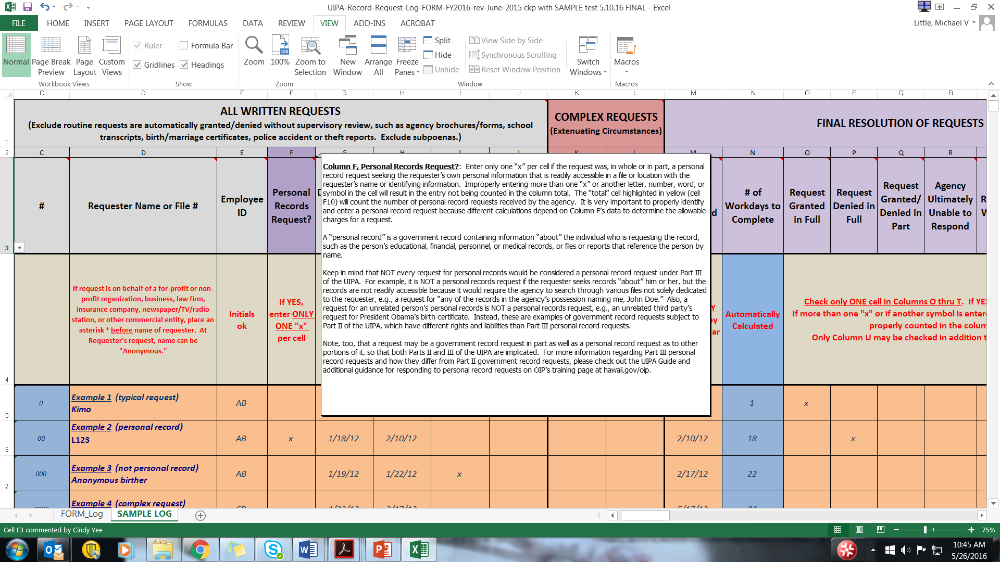 UIPA-Record-Request-Log-FORM-FY2016-rev-June-2015 ckp with SAMPLE test 5.10.16 FINAL - Excel
FILE HOME INSERT PAGE LAYOUT FORMULAS DATA REVIEW VIEW ADD-INS ACROBAT
Little, Michael V
Normal
Page Break Preview
Page Layout
Custom Views
Workbook Views
Ruler
Formula Bar
Gridlines
Headings
Show
Zoom
100%
Zoom to Selection
Zoom
New Window
Arrange All
Freeze Panes
Split
Hide
Unhide
View Side by Side
Synchronous Scrolling
Reset Window Position
Switch Windows
Window
Macros
Macros
C D E F G H I J K L M N O P Q R
1
ALL WRITTEN REQUESTS
(Exclude routine requests are automatically granted/denied without supervisory review, such as agency brochures/forms, school
transcripts, birth/marriage certificates, police accident or theft reports.  Exclude subpoenas.)
COMPLEX REQUESTS
(Extenuating Circumstances)
FINAL RESOLUTION OF REQUESTS
2 C D E F N O P Q R
3
#
Requester Name or File #
Employee
ID
Personal
Records
Request?
Column F, Personal Records Request?:  Enter only one “x” per cell if the request was, in whole or in part, a personal
record request seeking the requester’s own personal information that is readily accessible in a file or location with the
requester’s name or identifying information.  Improperly entering more than one “x” or another letter, number, word, or
symbol in the cell will result in the entry not being counted in the column total.  The “total” cell highlighted in yellow (cell
F10) will count the number of personal record requests received by the agency.  It is very important to properly identify
and enter a personal record request because different calculations depend on Column F’s data to determine the allowable
charges for a request.
A “personal record” is a government record containing information “about” the individual who is requesting the record,
such as the person’s educational, financial, personnel, or medical records, or files or reports that reference the person by
name.
Keep in mind that NOT every request for personal records would be considered a personal record request under Part III
of the UIPA.  For example, it is NOT a personal records request if the requester seeks records “about” him or her, but the
records are not readily accessible because it would require the agency to search through various files not solely dedicated
to the requester, e.g., a request for “any of the records in the agency’s possession naming me, John Doe.”  Also, a
request for an unrelated person’s personal records is NOT a personal records request, e.g., an unrelated third party’s
request for President Obama’s birth certificate.  Instead, these are examples of government record requests subject to
Part II of the UIPA, which have different rights and liabilities than Part III personal record requests.
Note, too, that a request may be a government record request in part as well as a personal record request as to other
portions of it, so that both Parts II and III of the UIPA are implicated.  For more information regarding Part III personal
record requests and how they differ from Part II government record requests, please check out the UIPA Guide and
additional guidance for responding to personal record requests on OIP’s training page at hawaii.gov/oip.
# of
Workdays to
Complete
Request
Granted
in Full
Request
Denied in
Full
Request
Granted/
Denied in
Part
Agency
Ultimately
Unable to
Respond
4
If request is on behalf of a for-profit or non-
profit organization, business, law firm,
insurance company, newspaper/TV/radio
station, or other commercial entity, place an
asterisk * before name of requester.  At
Requester's request, name can be
"Anonymous."
Initials
ok
If YES,
enter ONLY
ONE "x"
per cell
Automatically
Calculated
Check only ONE cell in Columns O thru T.  If YES
If more than one "x" or if another symbol is enter
properly counted in the colum
Only Column U may be checked in addition t
5 0 Example 1  (typical request)
Kimo
AB 1 x
6 00 Example 2  (personal record)
L123
AB x 1/18/12 2/10/12 2/10/12 18 x
7 000 Example 3  (not personal record)
Anonymous birther
AB 1/19/12 1/22/12 x 2/17/12 22
Example 4  (complex request)
FORM_Log SAMPLE LOG
Cell F3 commented by Cindy Yee
75%
10:45 AM
5/26/2016